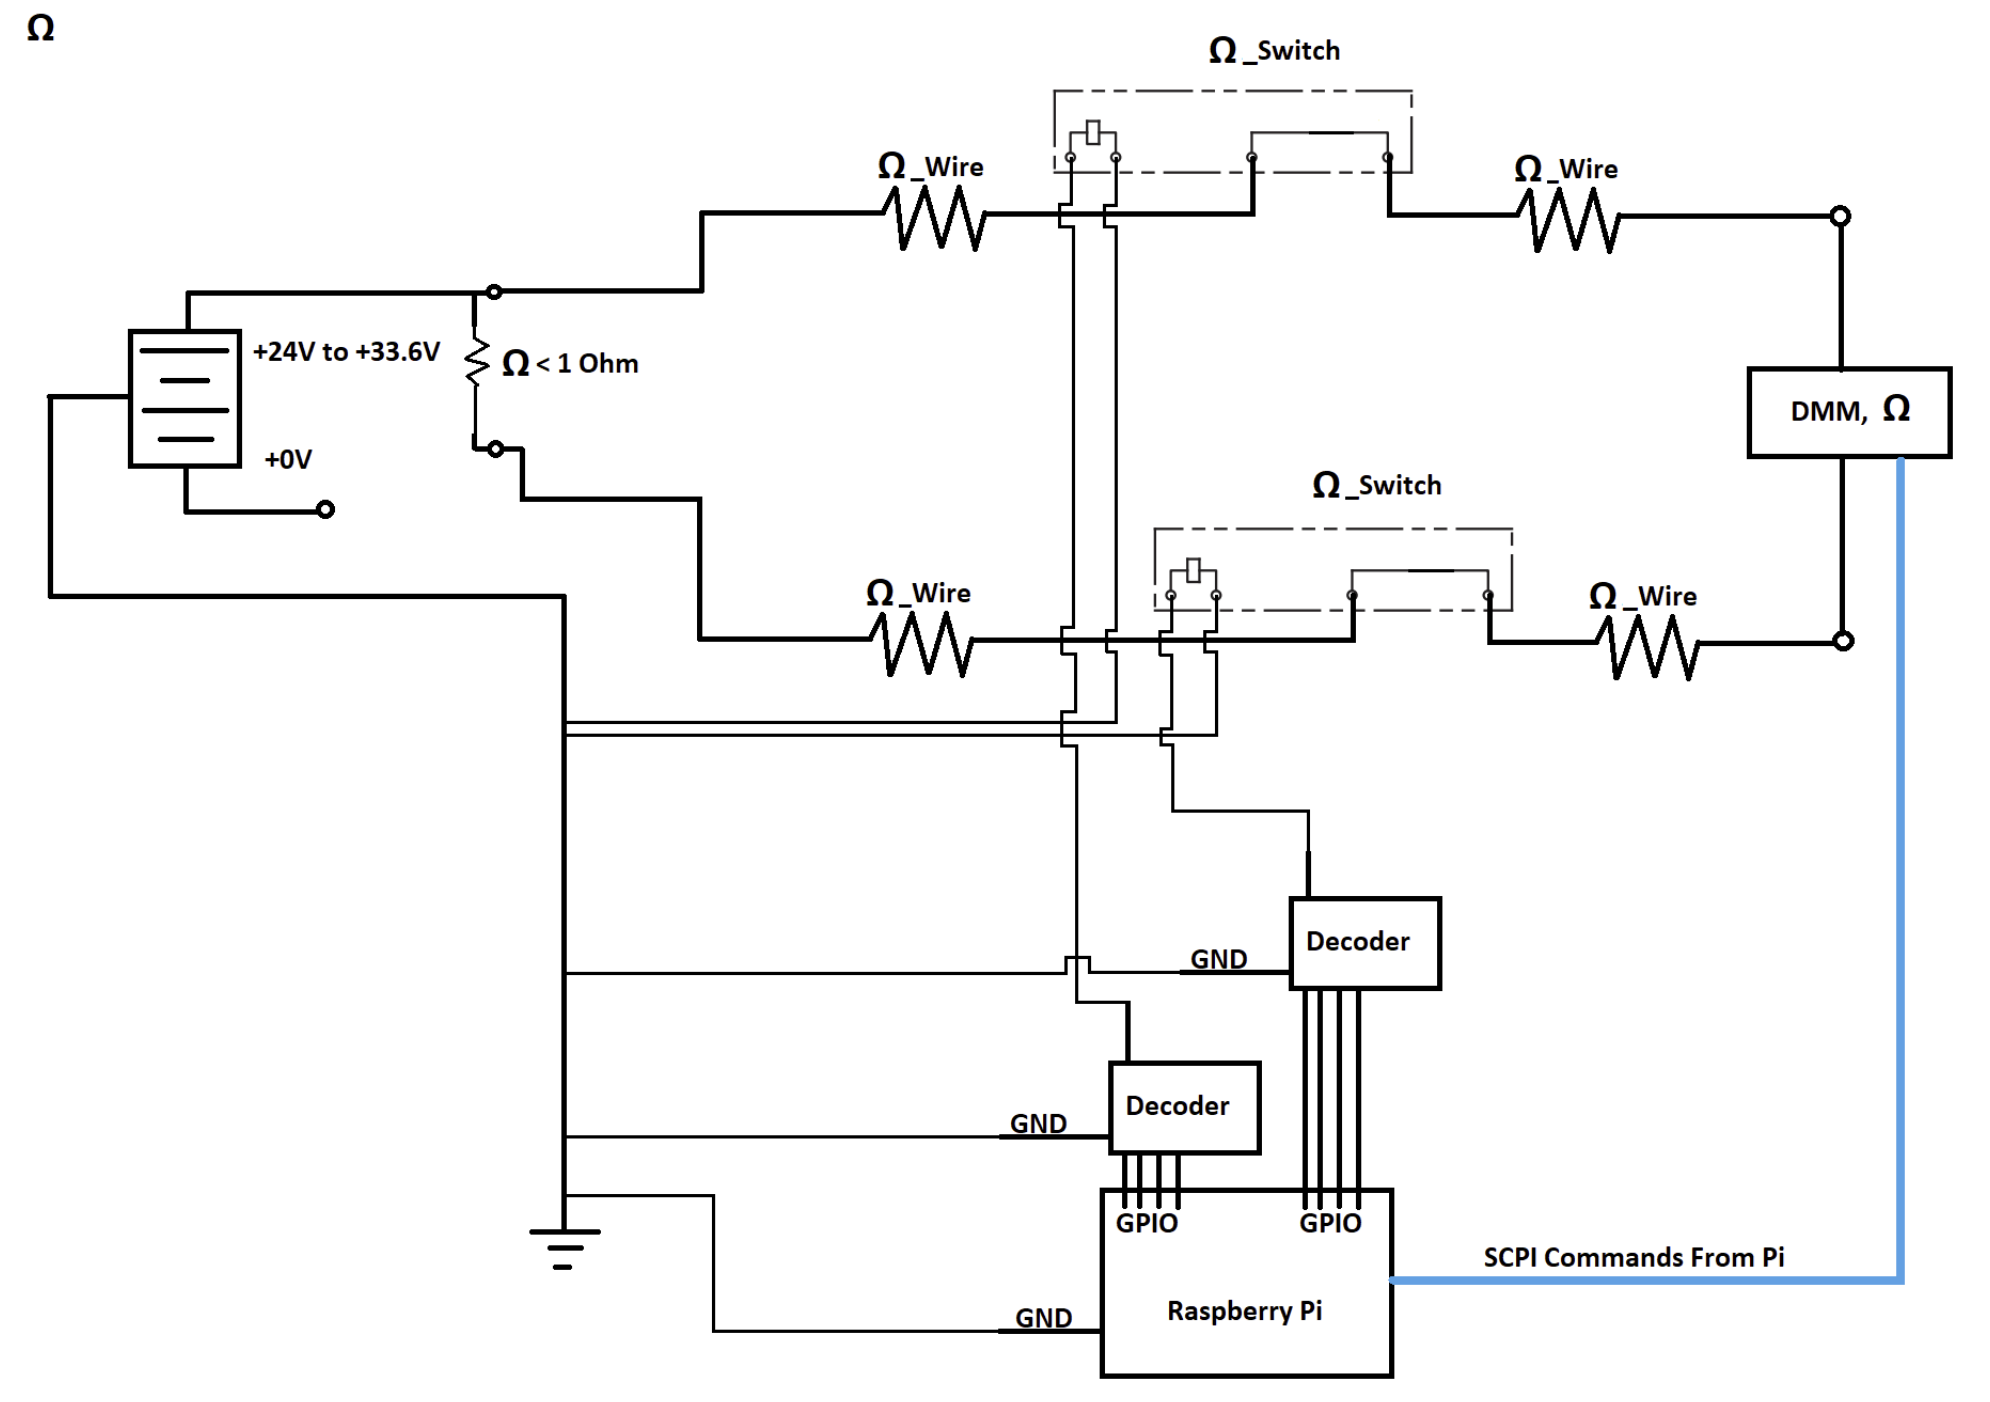 Ω
Ω_Switch
Ω_Wire
Ω_Wire
+24V to +33.6V
Ω < 1 Ohm
DMM, Ω
+0V
Ω_Switch
Ω_Wire
Ω_Wire
Decoder
GND
Decoder
GND
GPIO
GPIO
SCPI Commands From Pi
Raspberry Pi
GND